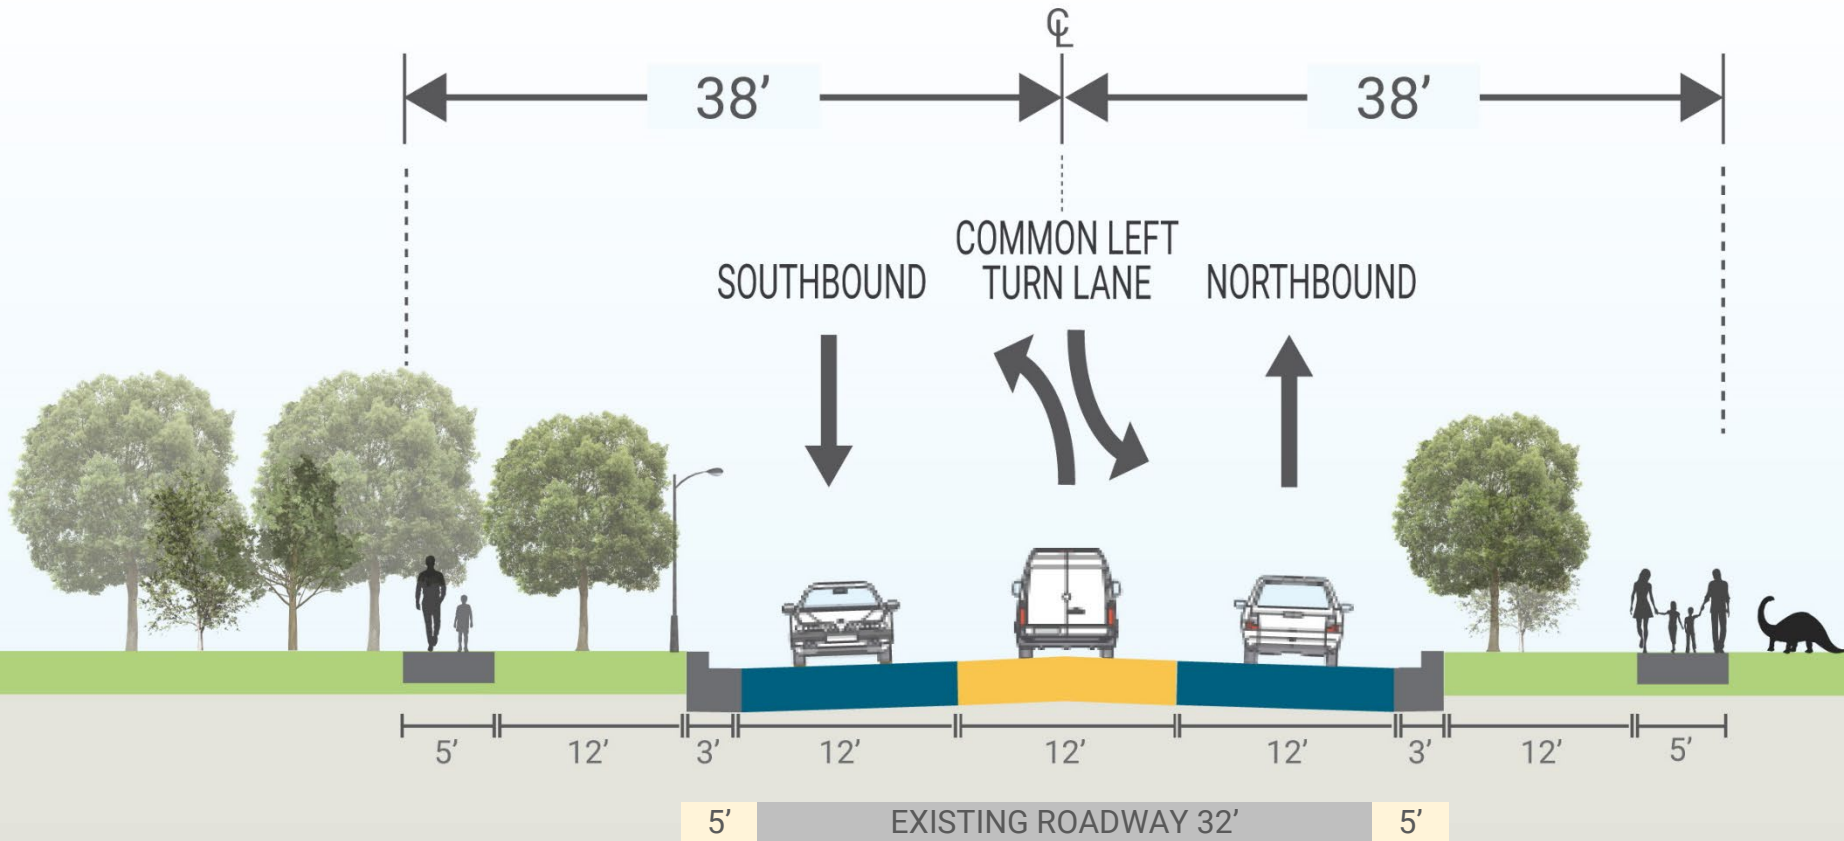 ℄
38’ 38’
COMMON LEFT
SOUTHBOUND TURN LANE NORTHBOUND
5’ 12’ 3’ 12’ 12’ 12’ 3’ 12’ 5’
5’ EXISTING ROADWAY 32’ 5’